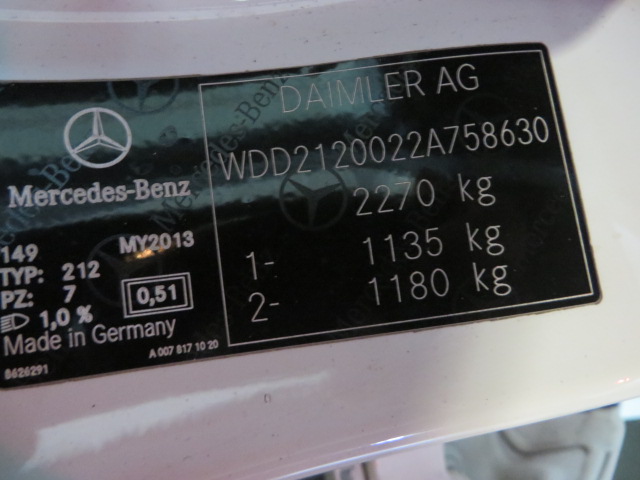 Mercedes-Benz
149 MY2013
TYP: 212
PZ: 7 0,51
1,0 %
Made in Germany
8626291 A 007 817 10 20
DAIMLER AG
WDD2120022A758630
2270 kg
1- 1135 kg
2- 1180 kg